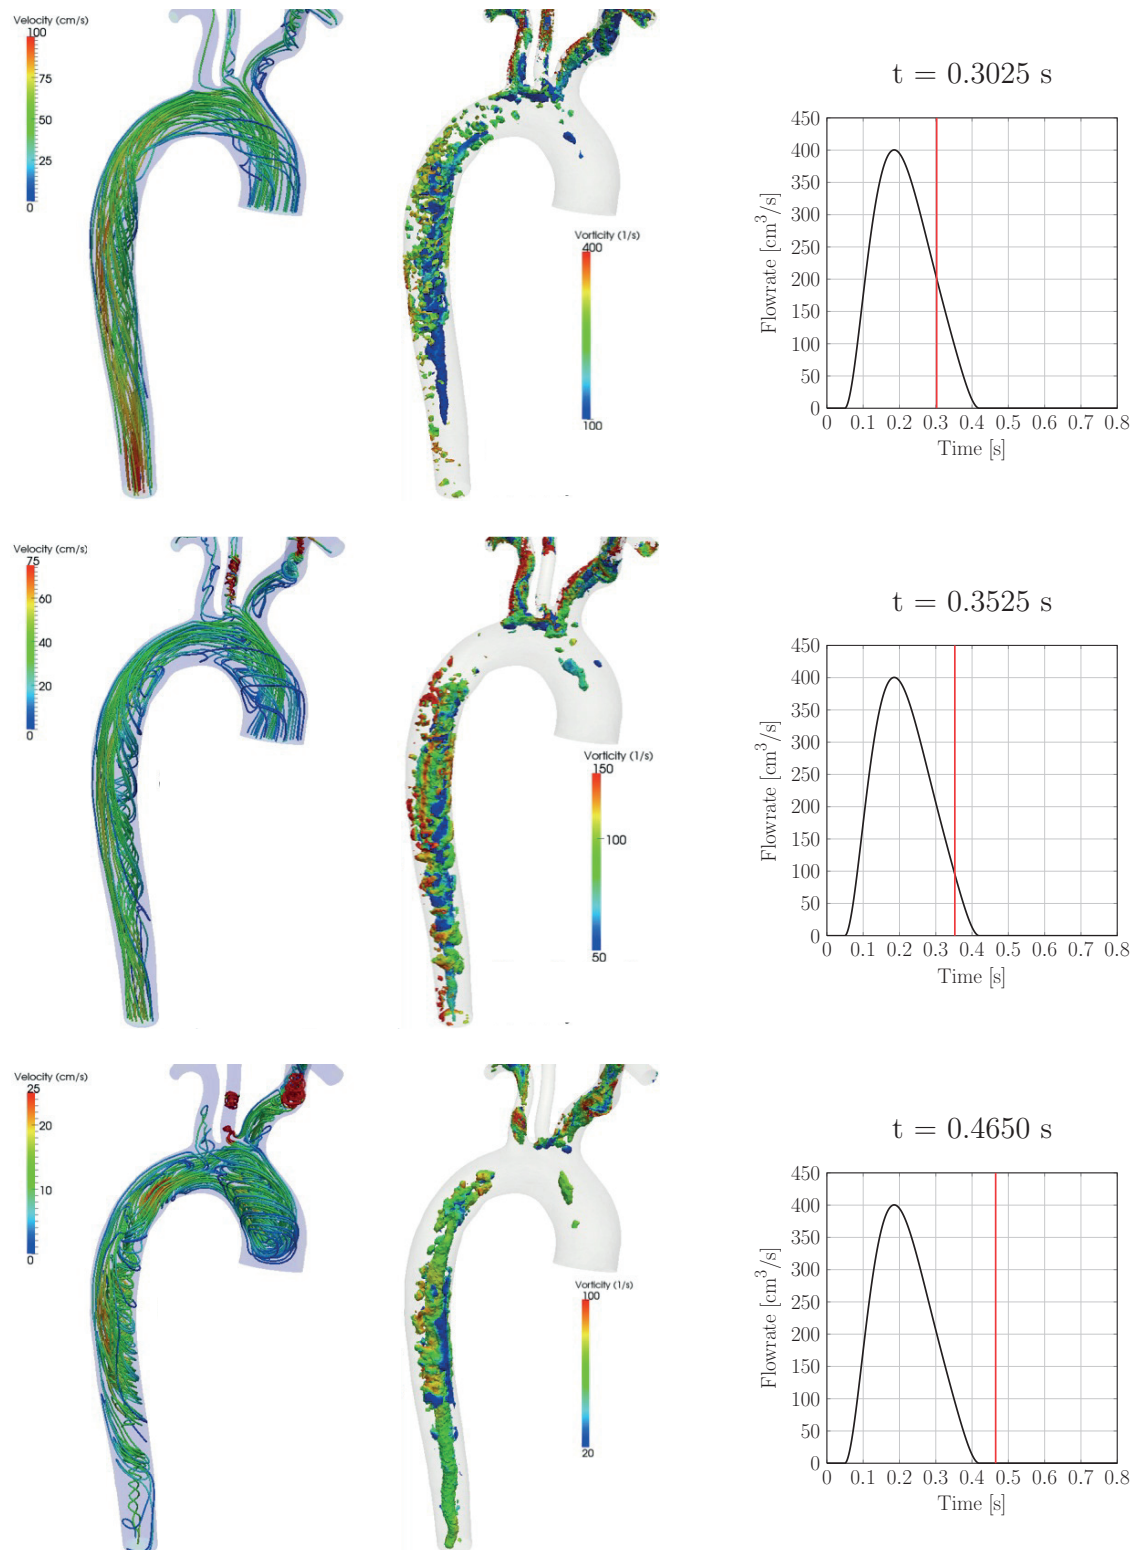 Velocity (cm/s)
100
75
50
25
0
Vorticity (1/s)
400
100
t = 0.3025 s
450
400
350
300
250
200
150
100
50
0
Flowrate [cm³/s]
0 0.1 0.2 0.3 0.4 0.5 0.6 0.7 0.8
Time [s]
Velocity (cm/s)
75
60
40
20
0
Vorticity (1/s)
150
100
50
t = 0.3525 s
450
400
350
300
250
200
150
100
50
0
Flowrate [cm³/s]
0 0.1 0.2 0.3 0.4 0.5 0.6 0.7 0.8
Time [s]
Velocity (cm/s)
25
20
10
0
Vorticity (1/s)
100
20
t = 0.4650 s
450
400
350
300
250
200
150
100
50
0
Flowrate [cm³/s]
0 0.1 0.2 0.3 0.4 0.5 0.6 0.7 0.8
Time [s]